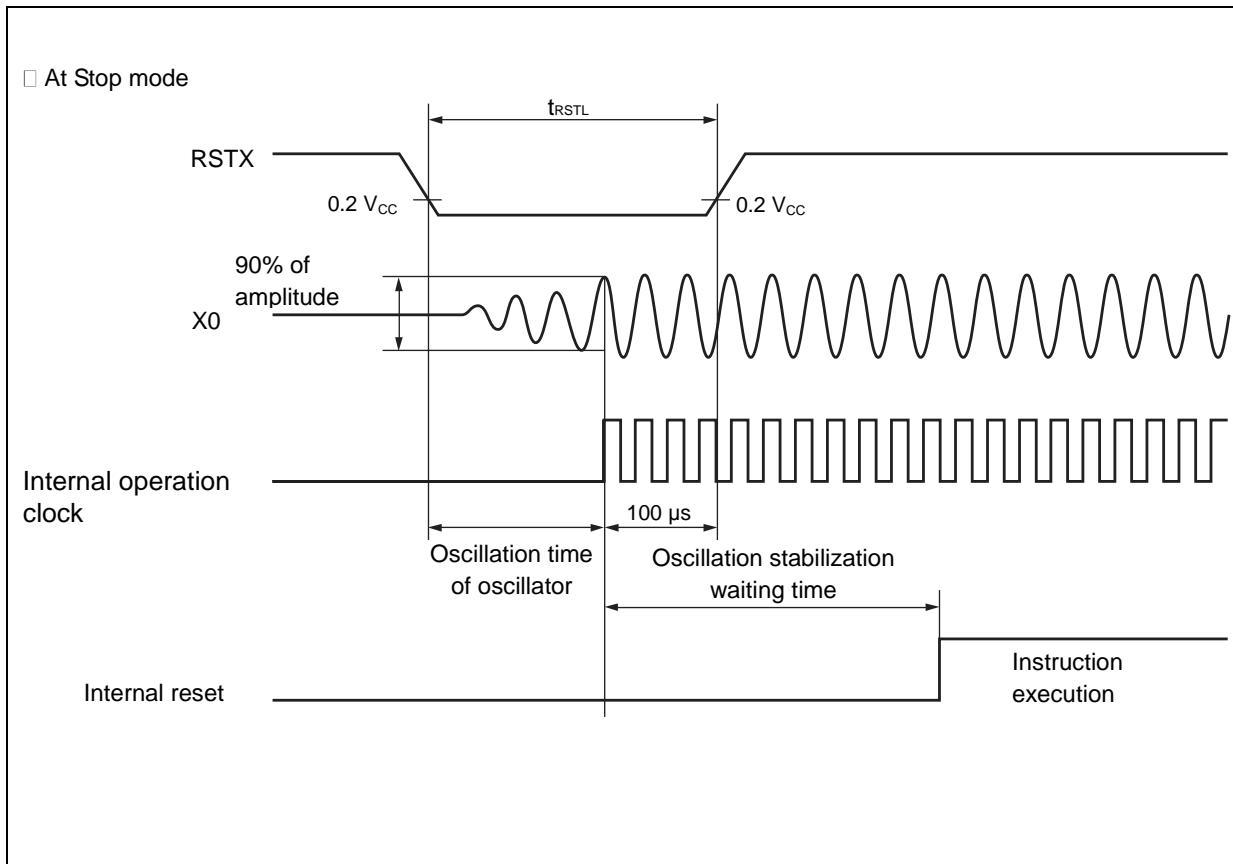 □ At Stop mode
tRSTL
RSTX
0.2 VCC
0.2 VCC
90% of
amplitude
X0
Internal operation
clock
100 µs
Oscillation time
of oscillator
Oscillation stabilization
waiting time
Internal reset
Instruction
execution